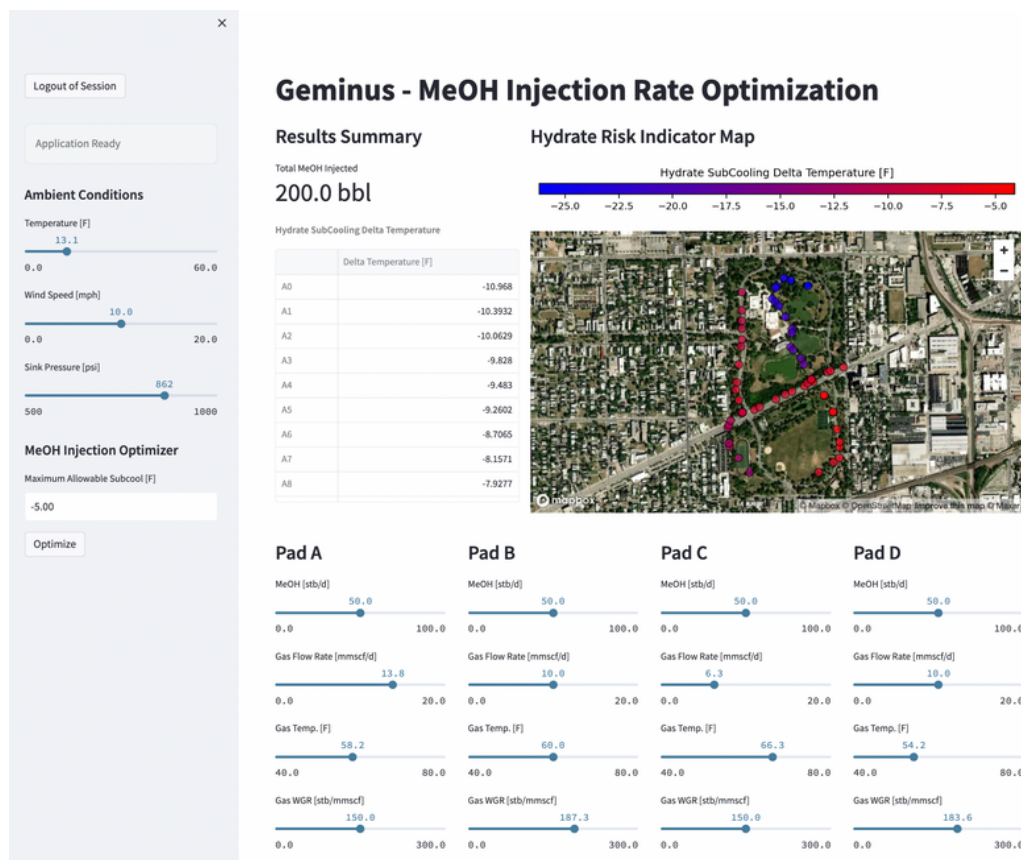 ×
Logout of Session
Application Ready
Ambient Conditions
Temperature [F]
13.1
0.0 60.0
Wind Speed [mph]
10.0
0.0 20.0
Sink Pressure [psi]
862
500 1000
MeOH Injection Optimizer
Maximum Allowable Subcool [F]
-5.00
Optimize
Geminus - MeOH Injection Rate Optimization
Results Summary
Total MeOH Injected
200.0 bbl
Hydrate SubCooling Delta Temperature
Delta Temperature [F]
A0 -10.968
A1 -10.3932
A2 -10.0629
A3 -9.828
A4 -9.483
A5 -9.2602
A6 -8.7065
A7 -8.1571
A8 -7.9277
Hydrate Risk Indicator Map
Hydrate SubCooling Delta Temperature [F]
−25.0 −22.5 −20.0 −17.5 −15.0 −12.5 −10.0 −7.5 −5.0
+
−
mapbox
© Mapbox © OpenStreetMap Improve this map © Maxar
Pad A Pad B Pad C Pad D
MeOH [stb/d] MeOH [stb/d] MeOH [stb/d] MeOH [stb/d]
50.0 50.0 50.0 50.0
0.0 100.0 0.0 100.0 0.0 100.0 0.0 100.0
Gas Flow Rate [mmscf/d] Gas Flow Rate [mmscf/d] Gas Flow Rate [mmscf/d] Gas Flow Rate [mmscf/d]
13.8 10.0 6.3 10.0
0.0 20.0 0.0 20.0 0.0 20.0 0.0 20.0
Gas Temp. [F] Gas Temp. [F] Gas Temp. [F] Gas Temp. [F]
58.2 60.0 66.3 54.2
40.0 80.0 40.0 80.0 40.0 80.0 40.0 80.0
Gas WGR [stb/mmscf] Gas WGR [stb/mmscf] Gas WGR [stb/mmscf] Gas WGR [stb/mmscf]
150.0 187.3 150.0 183.6
0.0 300.0 0.0 300.0 0.0 300.0 0.0 300.0